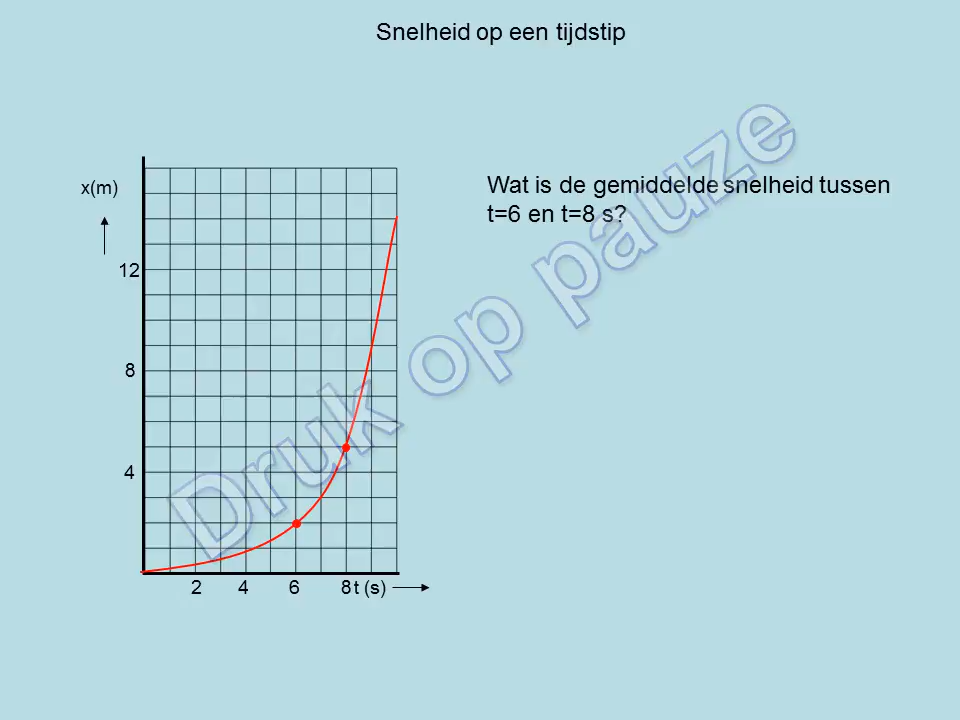 Snelheid op een tijdstip
x(m)
Wat is de gemiddelde snelheid tussen
t=6 en t=8 s?
Druk op pauze
12
8
4
2 4 6 8 t (s)